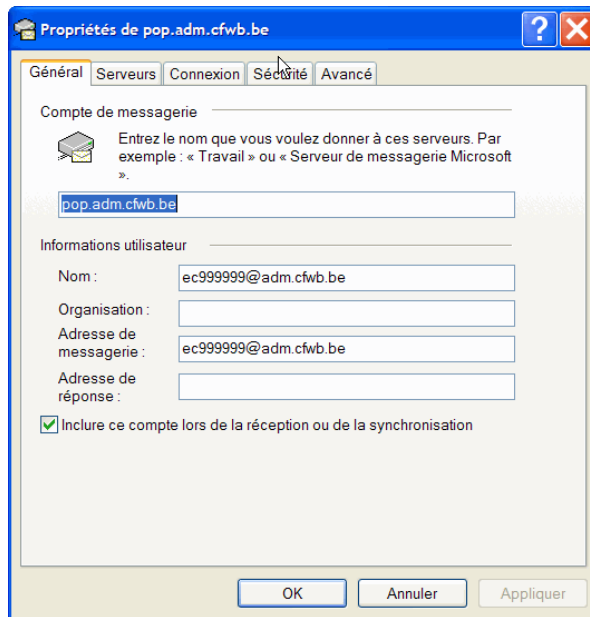 Propriétés de pop.adm.cfwb.be
?
Général Serveurs Connexion Sécurité Avancé
Compte de messagerie
Entrez le nom que vous voulez donner à ces serveurs. Par
exemple : « Travail » ou « Serveur de messagerie Microsoft
».
pop.adm.cfwb.be
Informations utilisateur
Nom : ec999999@adm.cfwb.be
Organisation :
Adresse de
messagerie : ec999999@adm.cfwb.be
Adresse de
réponse :
Inclure ce compte lors de la réception ou de la synchronisation
OK Annuler Appliquer